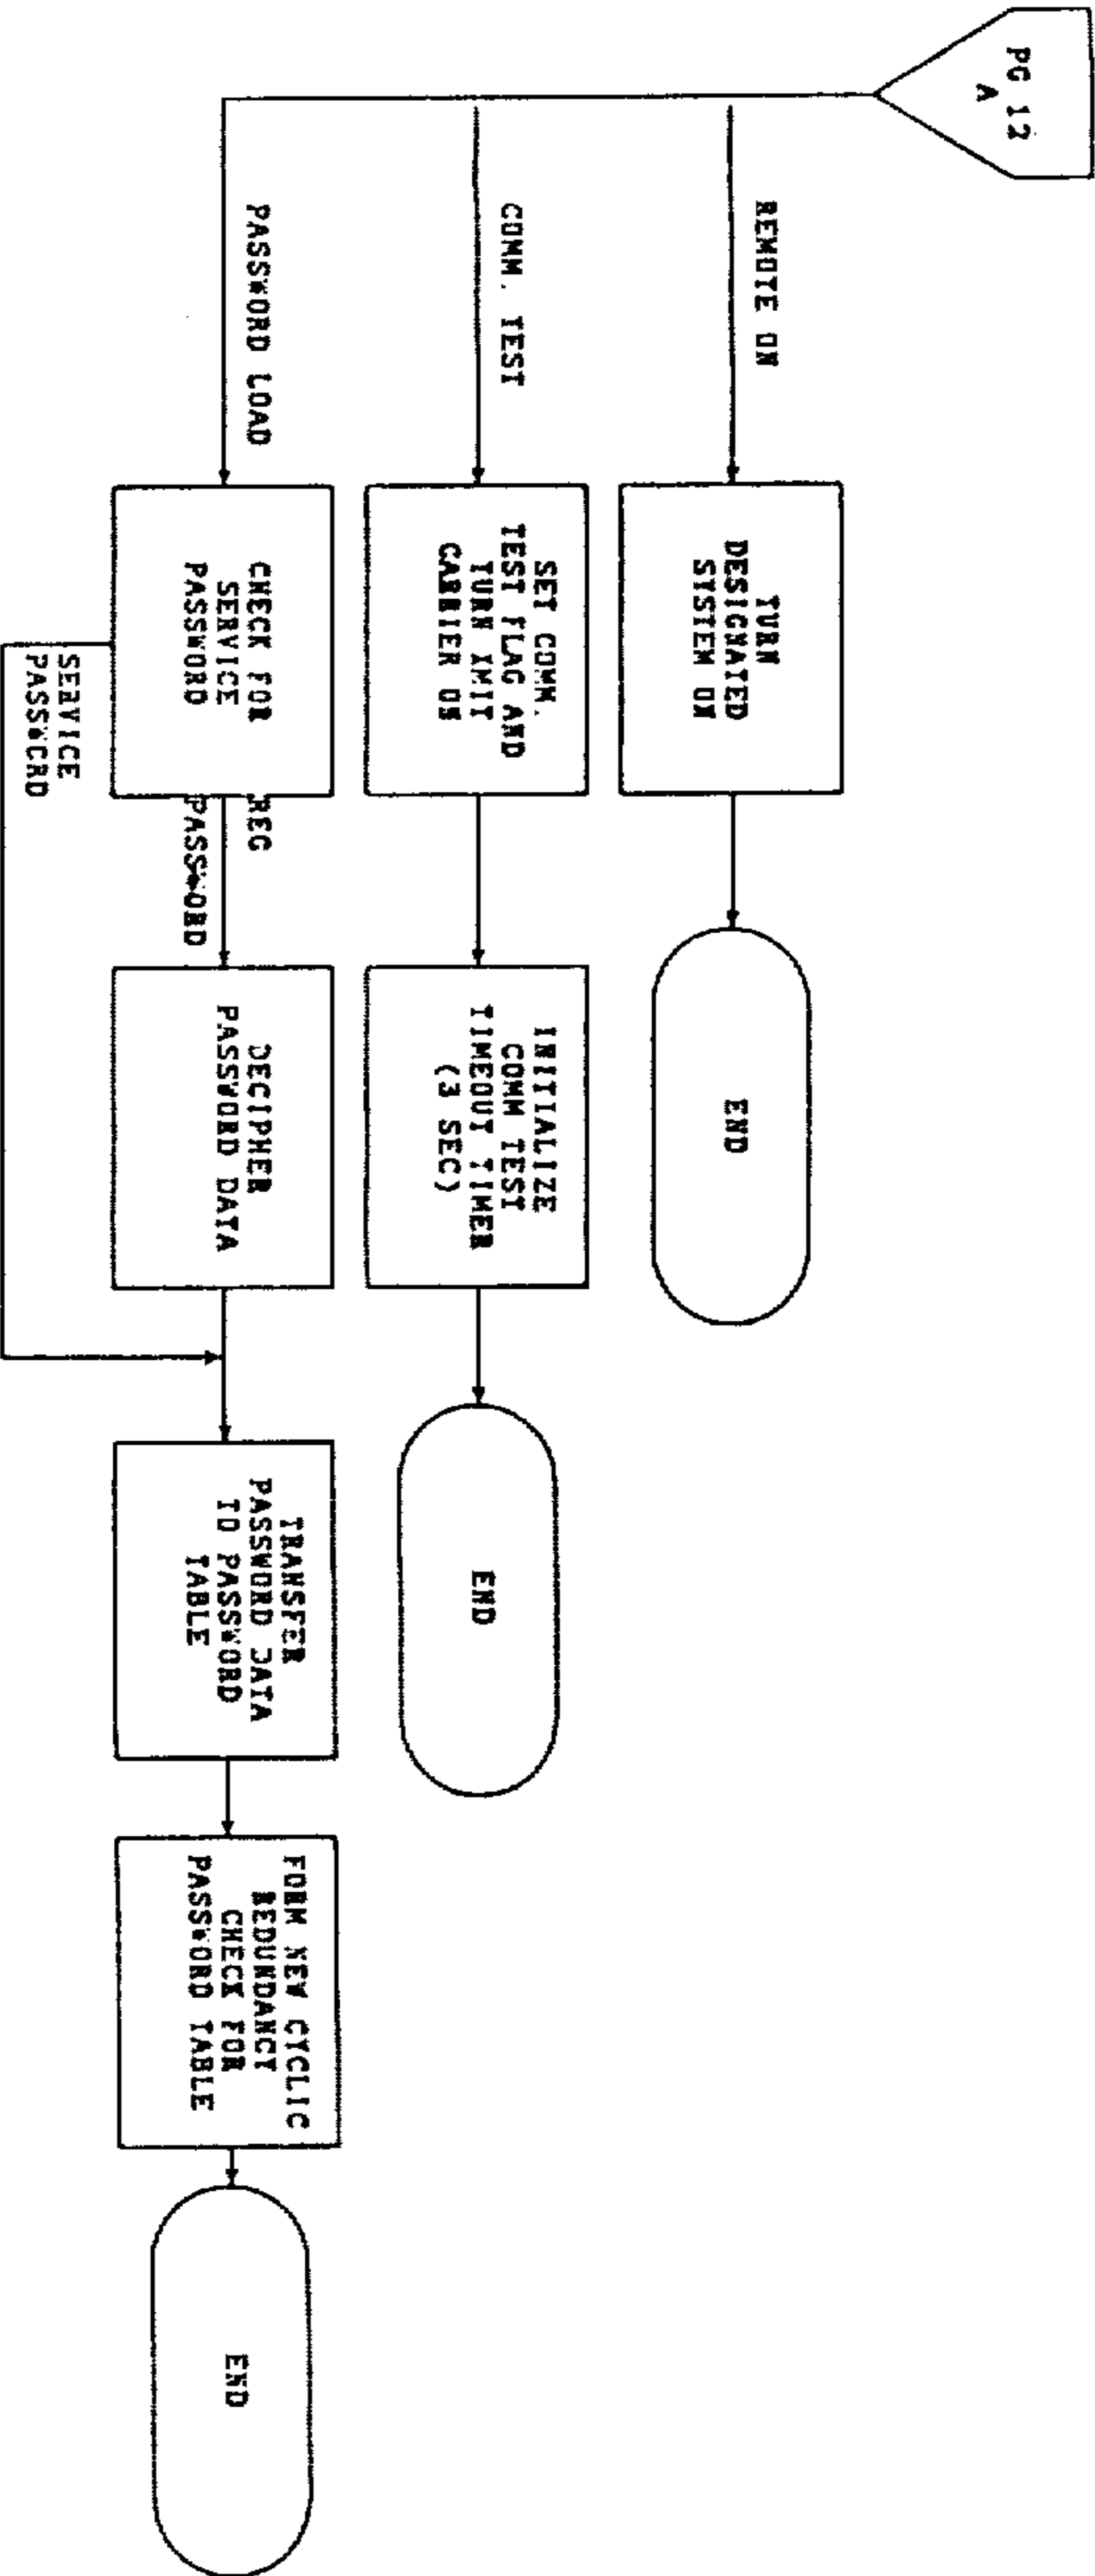 PG 12
A
REMOTE ON
TURN
DESIGNATED
SYSTEM ON
END
COMM. TEST
SET COMM.
TEST FLAG AND
TURN XMIT
CARRIER ON
INITIALIZE
COMM TEST
TIMEOUT TIMER
(3 SEC)
END
PASSWORD LOAD
CHECK FOR
SERVICE
PASSWORD
REG
PASSWORD
DECIPHER
PASSWORD DATA
TRANSFER
PASSWORD DATA
TO PASSWORD
TABLE
FORM NEW CYCLIC
REDUNDANCY
CHECK FOR
PASSWORD TABLE
END
SERVICE
PASSWORD